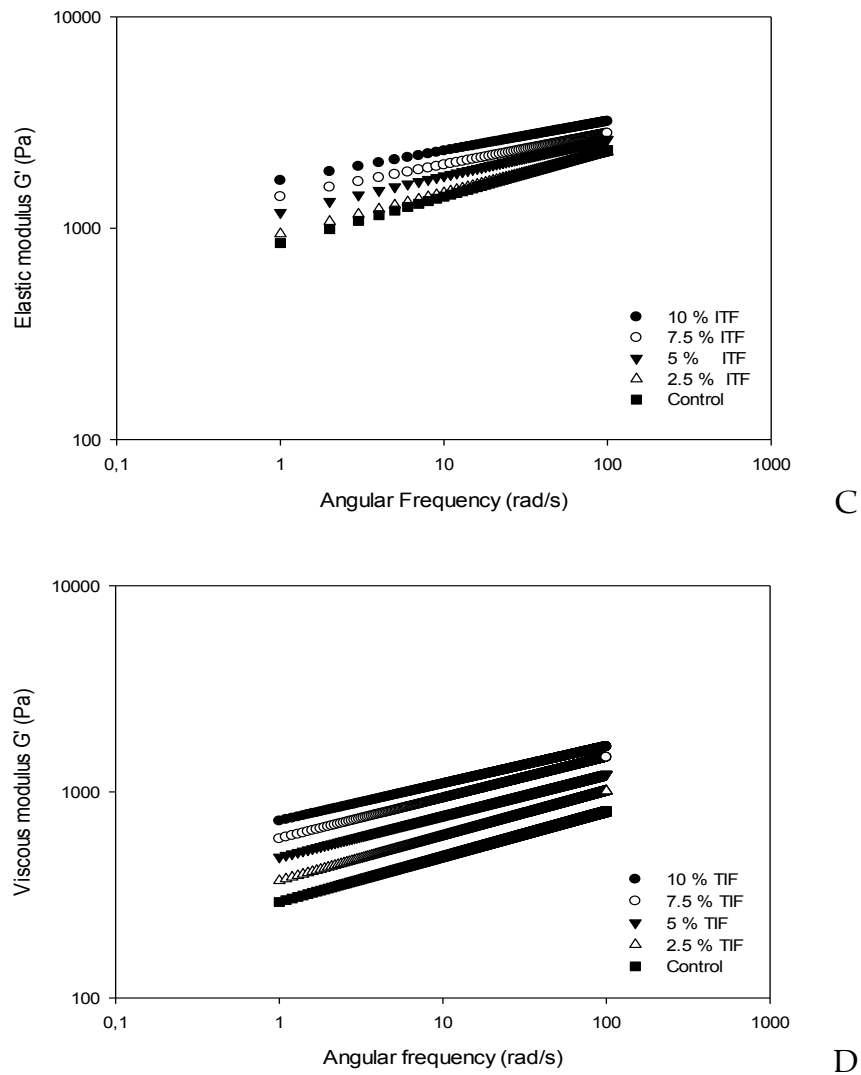 10000
1000
100
0,1
1
10
100
1000
Elastic modulus G' (Pa)
Angular Frequency (rad/s)
10 % ITF
7.5 % ITF
5 % ITF
2.5 % ITF
Control
C
10000
1000
100
0,1
1
10
100
1000
Viscous modulus G' (Pa)
Angular frequency (rad/s)
10 % TIF
7.5 % TIF
5 % TIF
2.5 % TIF
Control
D